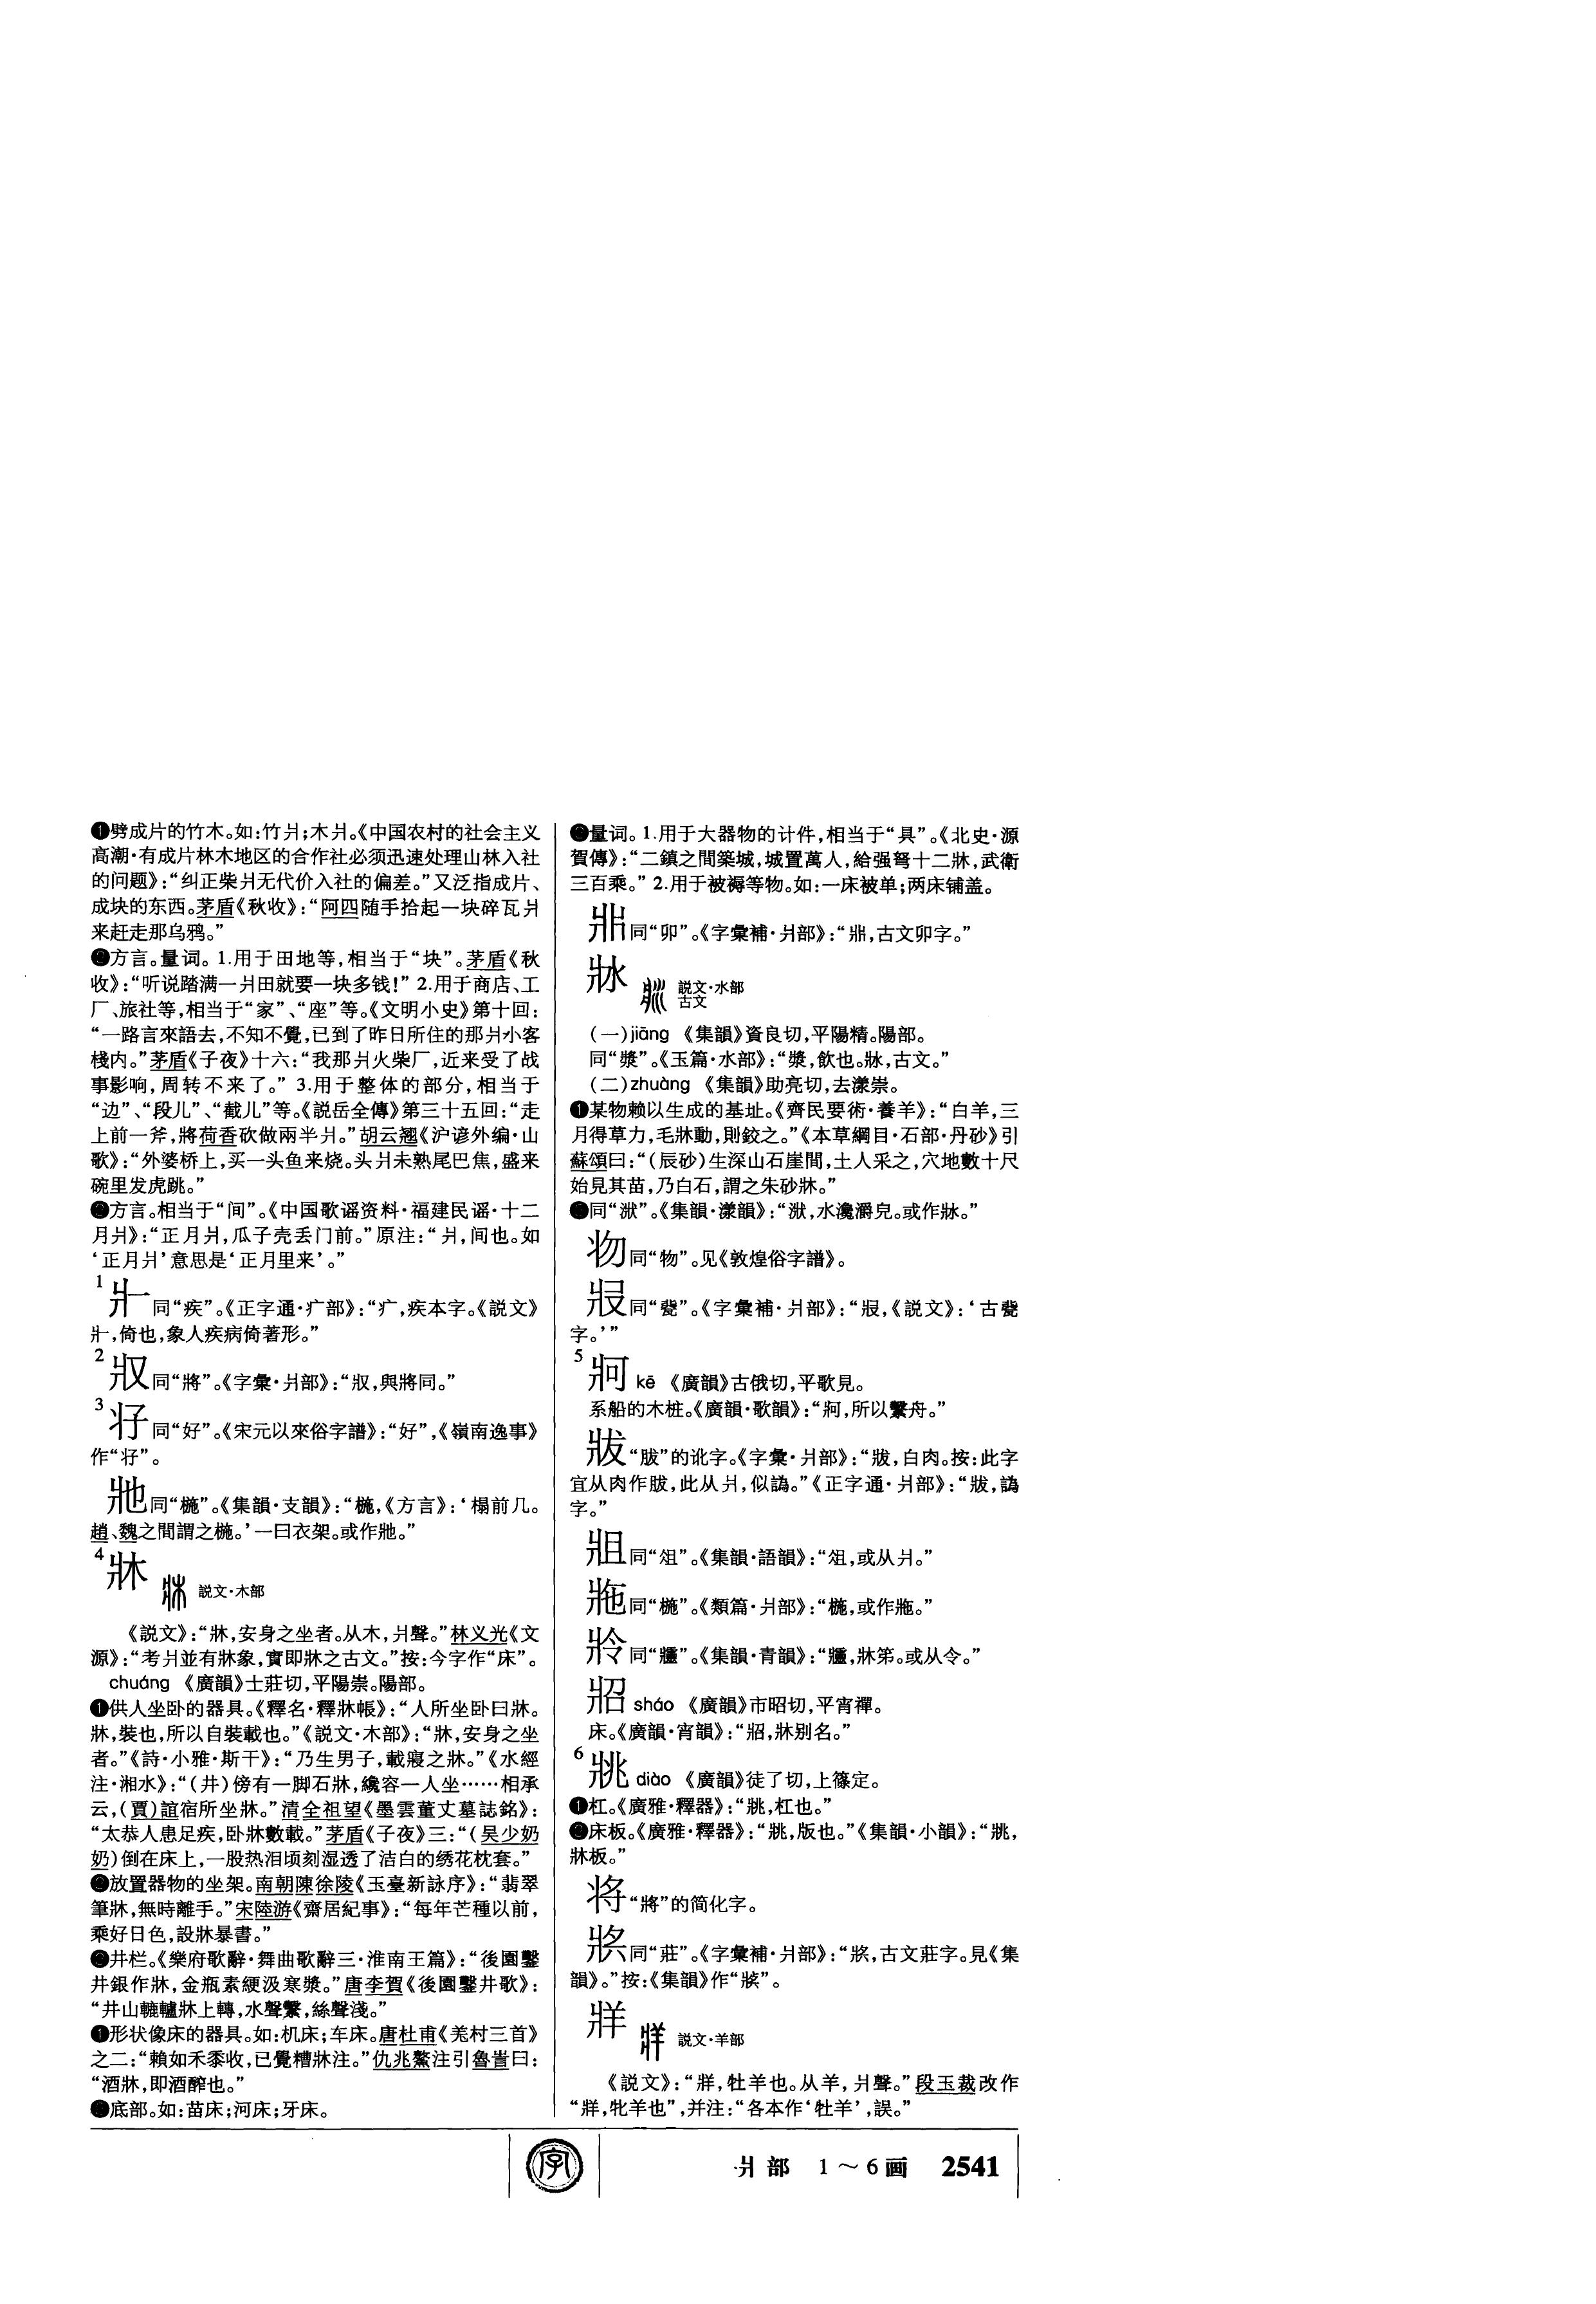 ❶劈成片的竹木。如:竹爿;木爿。《中国农村的社会主义
高潮·有成片林木地区的合作社必须迅速处理山林入社
的问题》:“纠正柴爿无代价入社的偏差。”又泛指成片、
成块的东西。茅盾《秋收》:“阿四随手拾起一块碎瓦爿
来赶走那乌鸦。”
❷方言。量词。1.用于田地等,相当于“块”。茅盾《秋
收》:“听说踏满一爿田就要一块多钱!”2.用于商店、工
厂、旅社等,相当于“家”、“座”等。《文明小史》第十回:
“一路言來語去,不知不覺,已到了昨日所住的那爿小客
棧内。”茅盾《子夜》十六:“我那爿火柴厂,近来受了战
事影响,周转不来了。”3.用于整体的部分,相当于
“边”、“段儿”、“截儿”等。《説岳全傳》第三十五回:“走
上前一斧,將荷香砍做兩半爿。”胡云翘《沪谚外编·山
歌》:“外婆桥上,买一头鱼来烧。头爿未熟尾巴焦,盛来
碗里发虎跳。”
方言。相当于“间”。《中国歌谣资料·福建民谣·十二
月爿》:“正月爿,瓜子壳丢门前。”原注:“爿,间也。如
‘正月爿’意思是‘正月里来’。”
1 疒 同“疾”。《正字通·疒部》:“疒,疾本字。《説文》
疒,倚也,象人疾病倚著形。”
2 㸝 同“將”。《字彙·爿部》:“㸝,與將同。”
3 同“好”。《宋元以來俗字譜》:“好”,《嶺南逸事》
作“ ”。
同“椸”。《集韻·支韻》:“椸,《方言》:‘榻前几。
趙、魏之間謂之椸。’一曰衣架。或作 。”
4 牀 説文·木部
《説文》:“牀,安身之坐者。从木,爿聲。”林义光《文
源》:“考爿並有牀象,實即牀之古文。”按:今字作“床”。
chuáng 《廣韻》士莊切,平陽崇。陽部。
❶供人坐卧的器具。《釋名·釋牀帳》:“人所坐卧曰牀。
牀,裝也,所以自裝載也。”《説文·木部》:“牀,安身之坐
者。”《詩·小雅·斯干》:“乃生男子,載寢之牀。”《水經
注·湘水》:“(井)傍有一脚石牀,纔容一人坐……相承
云,(賈)誼宿所坐牀。”清全祖望《墨雲董丈墓誌銘》:
“太恭人患足疾,卧牀數載。”茅盾《子夜》三:“(吴少奶
奶)倒在床上,一股热泪顷刻湿透了洁白的绣花枕套。”
❷放置器物的坐架。南朝陳徐陵《玉臺新詠序》:“翡翠
筆牀,無時離手。”宋陸游《齋居紀事》:“每年芒種以前,
乘好日色,設牀暴書。”
井栏。《樂府歌辭·舞曲歌辭三·淮南王篇》:“後園鑿
井銀作牀,金瓶素綆汲寒漿。”唐李賀《後園鑿井歌》:
“井山轆轤牀上轉,水聲繁,絲聲淺。”
形状像床的器具。如:机床;车床。唐杜甫《羌村三首》
之二:“賴如禾黍收,已覺糟牀注。”仇兆鰲注引魯訔曰:
“酒牀,即酒醡也。”
底部。如:苗床;河床;牙床。
量词。1.用于大器物的计件,相当于“具”。《北史·源
賀傳》:“二鎮之間築城,城置萬人,給强弩十二牀,武衛
三百乘。”2.用于被褥等物。如:一床被单;两床铺盖。
同“卯”。《字彙補·爿部》:“ ,古文卯字。”
㸖 説文·水部
古文
(一)jiāng 《集韻》資良切,平陽精。陽部。
同“漿”。《玉篇·水部》:“漿,飲也。 ,古文。”
(二)zhuàng 《集韻》助亮切,去漾崇。
❶某物赖以生成的基址。《齊民要術·養羊》:“白羊,三
月得草力,毛牀動,則鉸之。”《本草綱目·石部·丹砂》引
蘇頌曰:“(辰砂)生深山石崖間,土人采之,穴地數十尺
始見其苗,乃白石,謂之朱砂牀。”
❷同“ ”。《集韻·漾韻》:“ ,水瀺灂皃。或作 。”
同“物”。见《敦煌俗字譜》。
同“㼱”。《字彙補·爿部》:“ ,《説文》:‘古㼱
字。’”
5 牁 kē 《廣韻》古俄切,平歌見。
系船的木桩。《廣韻·歌韻》:“牁,所以繫舟。”
“胈”的讹字。《字彙·爿部》:“ ,白肉。按:此字
宜从肉作胈,此从爿,似譌。”《正字通·爿部》:“ ,譌
字。”
同“俎”。《集韻·語韻》:“俎,或从爿。”
同“椸”。《類篇·爿部》:“椸,或作 。”
同“ ”。《集韻·青韻》:“ ,牀笫。或从令。”
sháo 《廣韻》市昭切,平宵禪。
床。《廣韻·宵韻》:“ ,牀别名。”
6 diào 《廣韻》徒了切,上篠定。
❶杠。《廣雅·釋器》:“ ,杠也。”
❷床板。《廣雅·釋器》:“ ,版也。”《集韻·小韻》:“ ,
牀板。”
将 “將”的简化字。
同“莊”。《字彙補·爿部》:“ ,古文莊字。見《集
韻》。”按:《集韻》作“ ”。
牂 説文·羊部
《説文》:“牂,牡羊也。从羊,爿聲。”段玉裁改作
“牂,牝羊也”,并注:“各本作‘牡羊’,誤。”
字
爿部 1～6画 2541